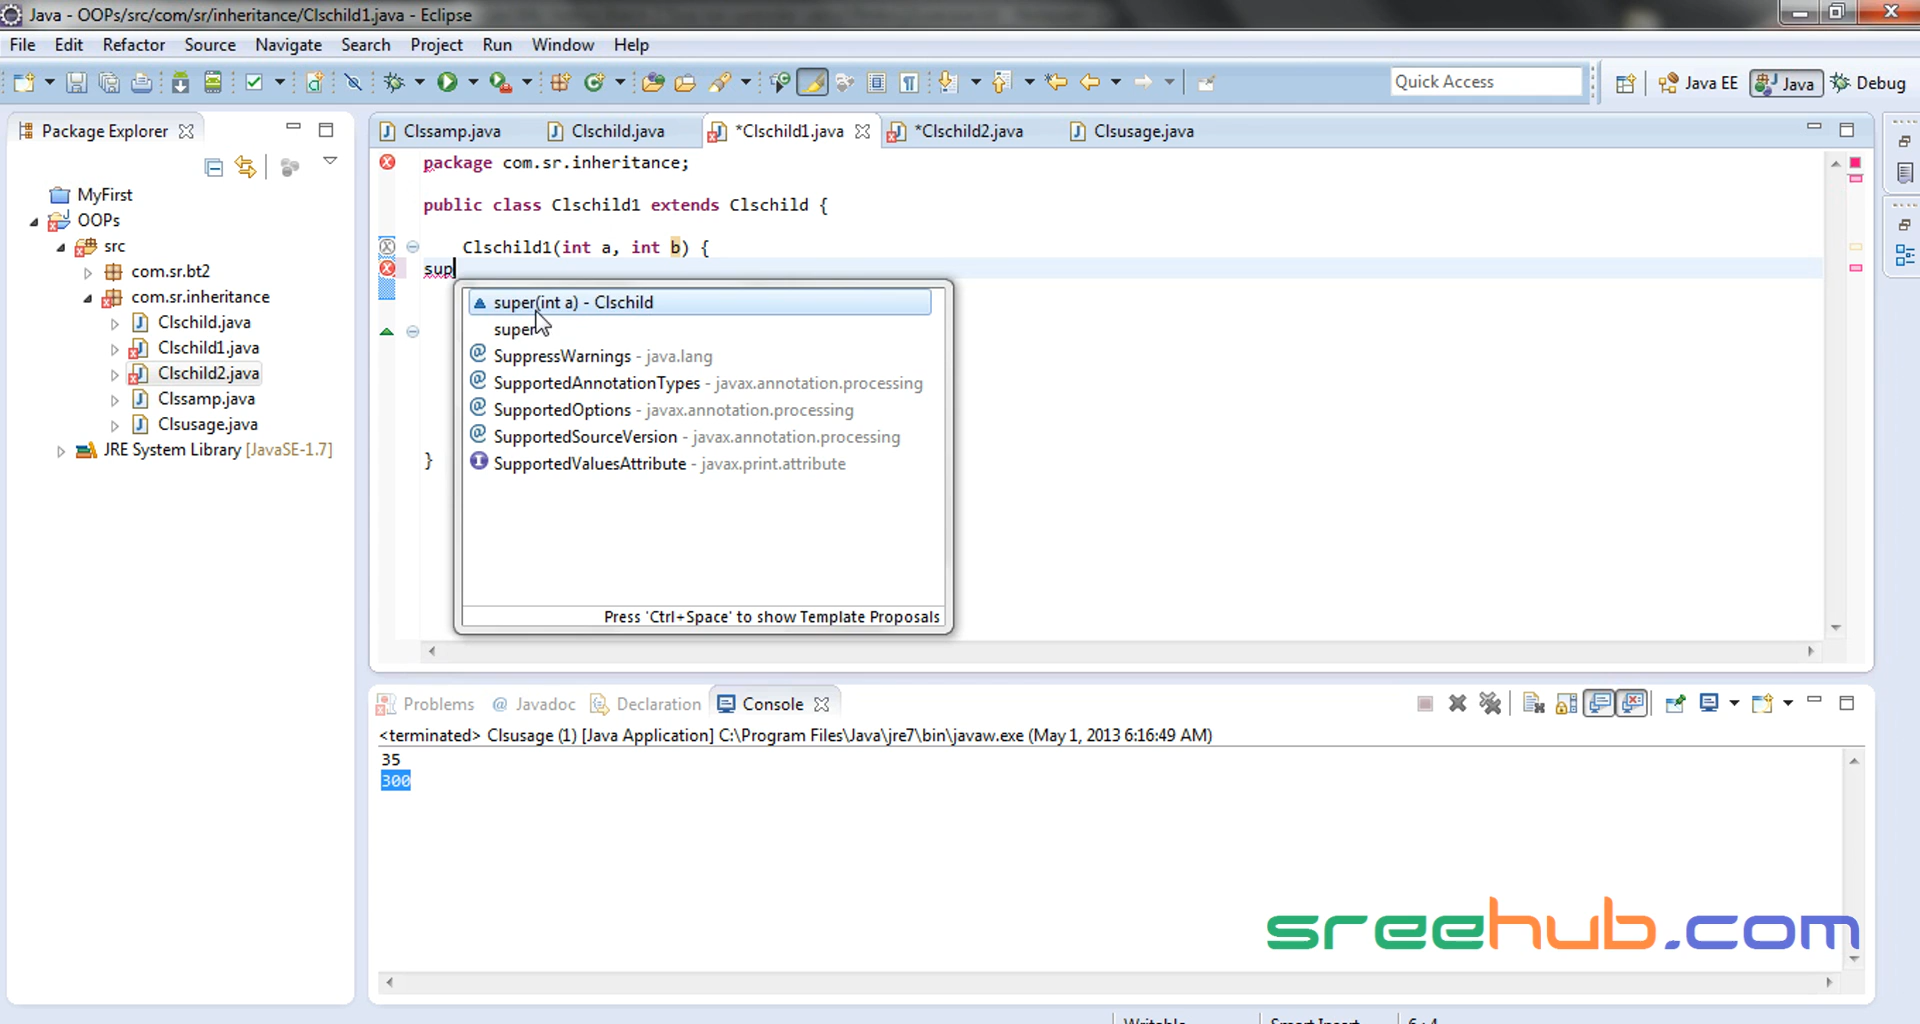 Java - OOPs/src/com/sr/inheritance/Clschild1.java - Eclipse
File Edit Refactor Source Navigate Search Project Run Window Help
Quick Access Java EE Java Debug
Package Explorer
Clssamp.java Clschild.java *Clschild1.java *Clschild2.java Clsusage.java
MyFirst
OOPs
src
com.sr.bt2
com.sr.inheritance
Clschild.java
Clschild1.java
Clschild2.java
Clssamp.java
Clsusage.java
JRE System Library [JavaSE-1.7]
package com.sr.inheritance;
public class Clschild1 extends Clschild {
Clschild1(int a, int b) {
sup
super(int a) - Clschild
super
SuppressWarnings - java.lang
SupportedAnnotationTypes - javax.annotation.processing
SupportedOptions - javax.annotation.processing
SupportedSourceVersion - javax.annotation.processing
SupportedValuesAttribute - javax.print.attribute
}
Press 'Ctrl+Space' to show Template Proposals
Problems @ Javadoc Declaration Console
<terminated> Clsusage (1) [Java Application] C:\Program Files\Java\jre7\bin\javaw.exe (May 1, 2013 6:16:49 AM)
35
300
sreehub.com
Writable Smart Insert 6 : 4